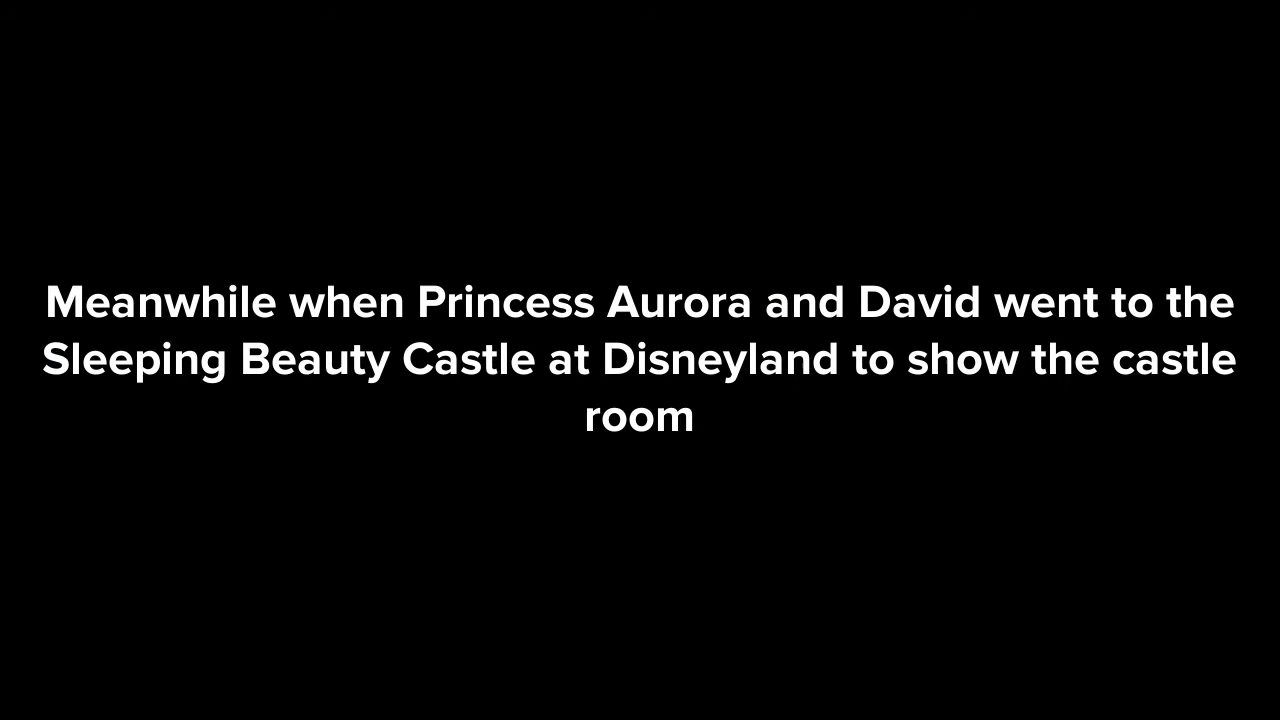 Meanwhile when Princess Aurora and David went to the
Sleeping Beauty Castle at Disneyland to show the castle
room